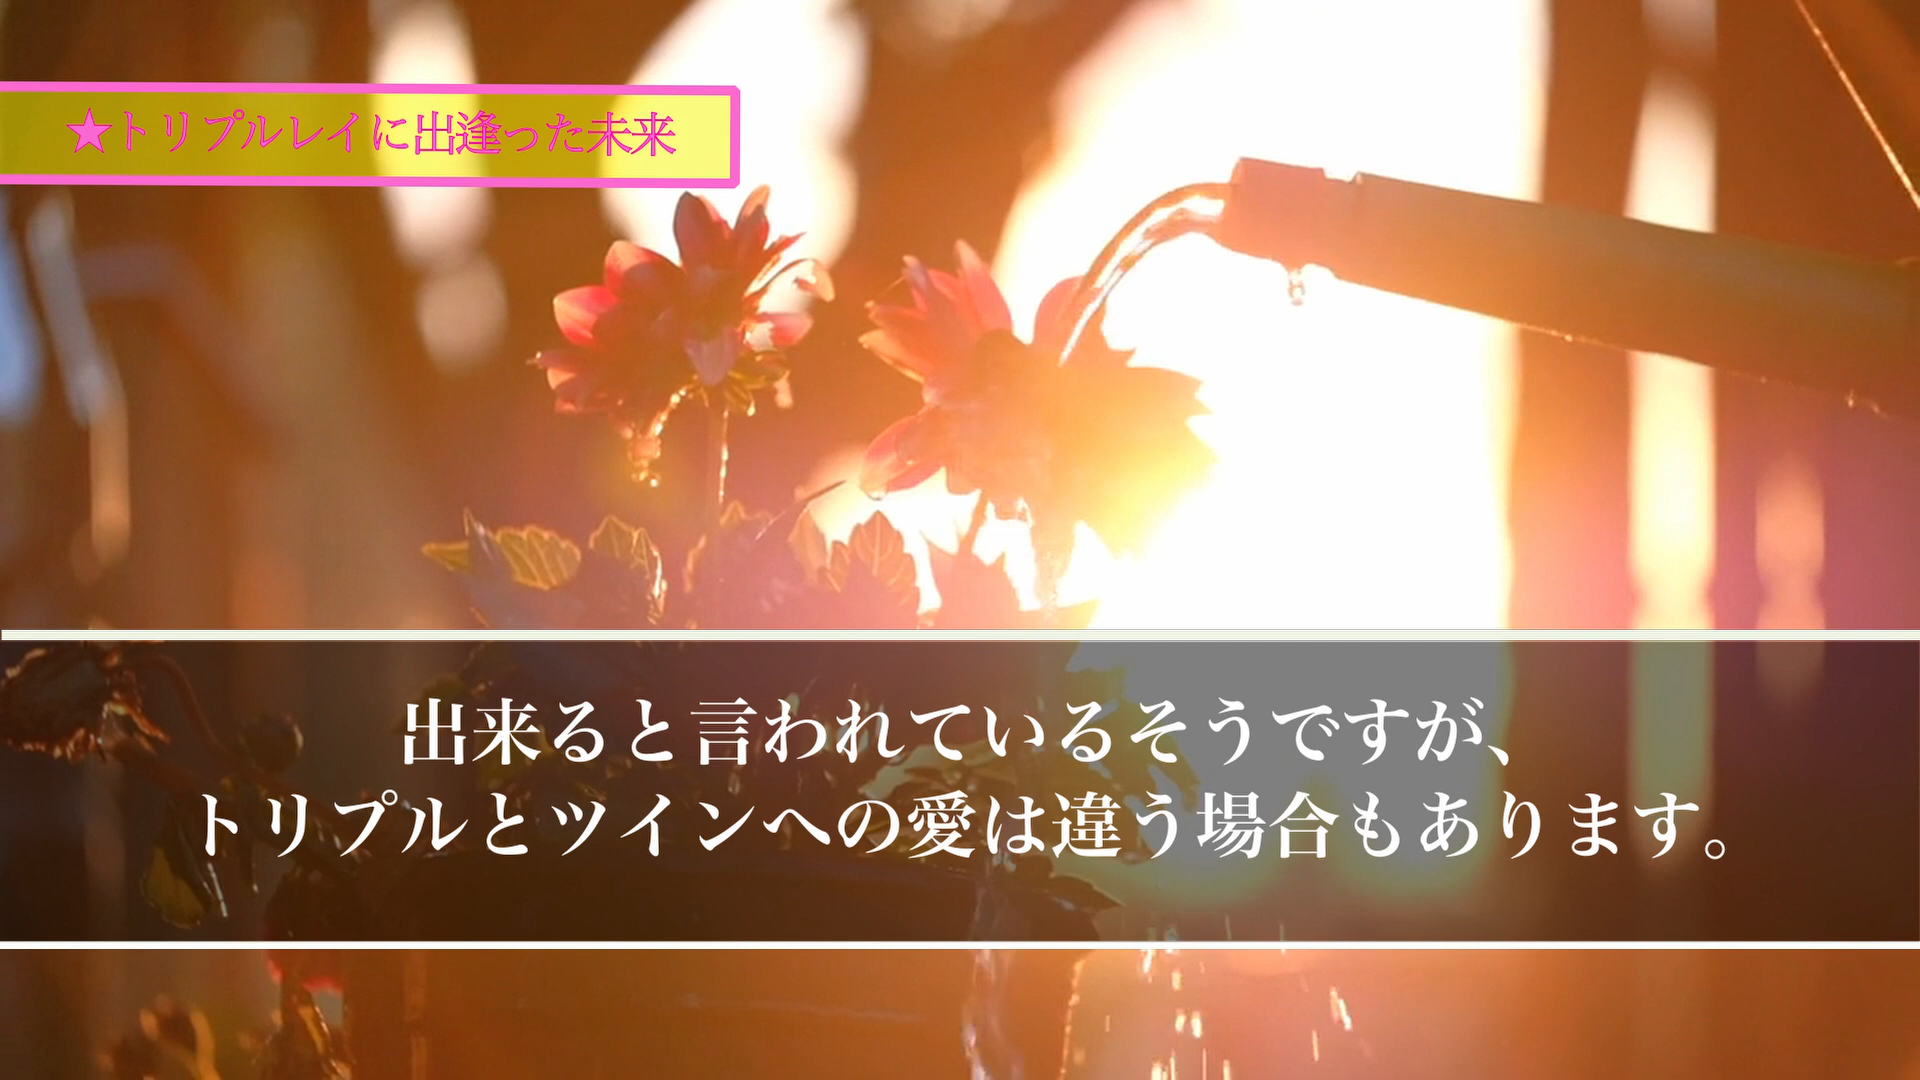 ★トリプルレイに出逢った未来
出来ると言われているそうですが、
トリプルとツインへの愛は違う場合もあります。